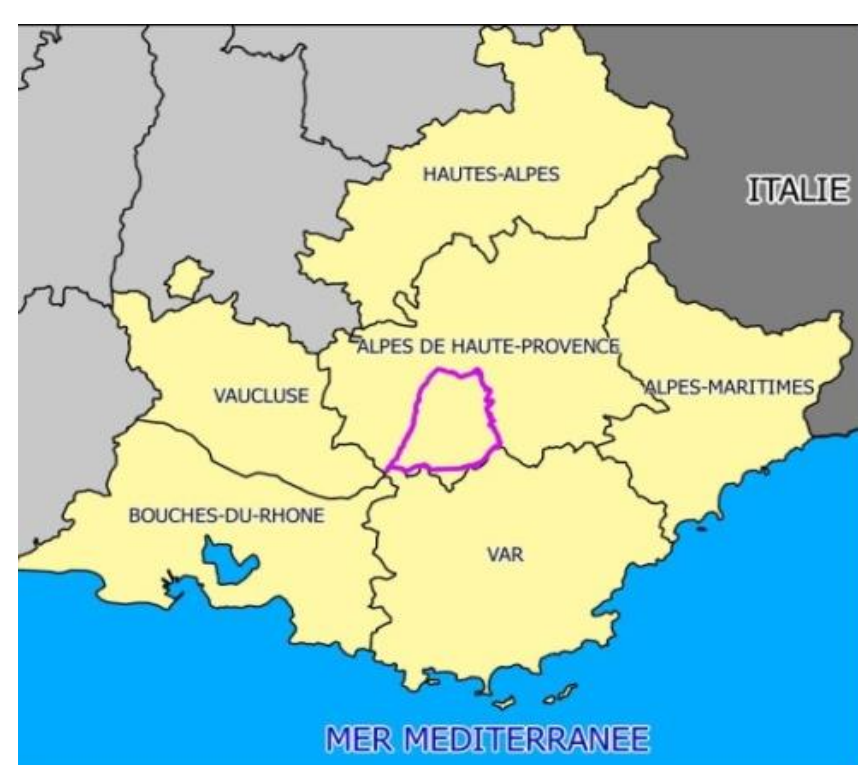 HAUTES-ALPES
ITALIE
ALPES DE HAUTE-PROVENCE
VAUCLUSE
ALPES-MARITIMES
BOUCHES-DU-RHONE
VAR
MER MEDITERRANEE